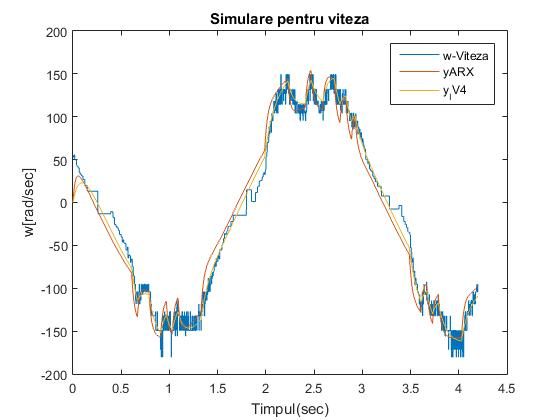 Simulare pentru viteza
w-Viteza
yARX
y_IV4
200
150
100
50
0
-50
-100
-150
-200
w[rad/sec]
0 0.5 1 1.5 2 2.5 3 3.5 4 4.5
Timpul(sec)